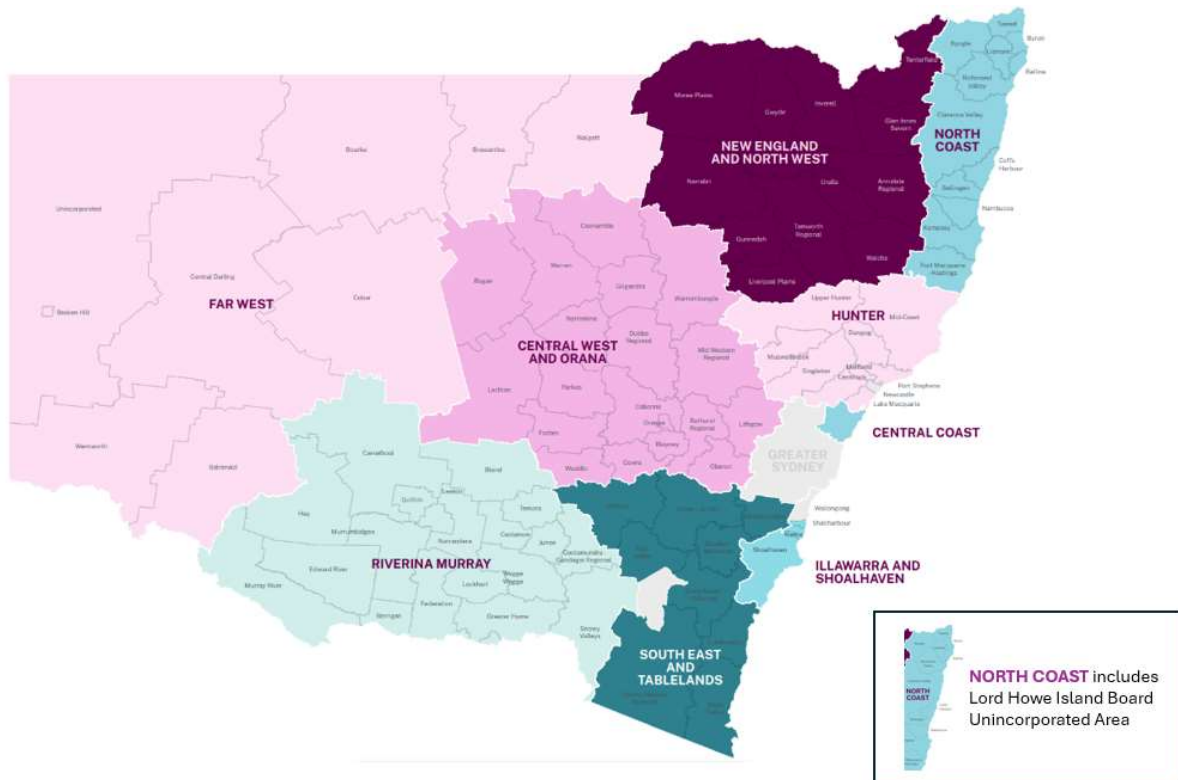 Tweed
Byron
Kyogle
Lismore
Ballina
Tenterfield
Richmond
Valley
Moree Plains
Inverell
Gwydir
Clarence Valley
Glen Innes
Severn
NORTH
COAST
NEW ENGLAND
AND NORTH WEST
Walgett
Bourke
Brewarrina
Coffs
Harbour
Narrabri
Uralla
Armidale
Regional
Bellingen
Nambucca
Unincorporated
Coonamble
Tamworth
Regional
Gunnedah
Kempsey
Walcha
Port Macquarie
Hastings
Warren
Central Darling
Bogan
Gilgandra
Liverpool Plains
Cobar
Warrumbungle
Upper Hunter
FAR WEST
HUNTER
Mid-Coast
Narromine
Dungog
Dubbo
Regional
CENTRAL WEST
AND ORANA
Mid Western
Regional
Singleton
Maitland
Cessnock
Lachlan
Parkes
Port Stephens
Newcastle
Lake Macquarie
Cabonne
Orange
Bathurst
Regional
Lithgow
Forbes
CENTRAL COAST
Blayney
Wentworth
GREATER
SYDNEY
Carrathool
Weddin
Cowra
Oberon
Balranald
Bland
Griffith
Leeton
Temora
Hay
Wollongong
Shellharbour
Kiama
Murrumbidgee
Coolamon
Narrandera
Junee
Shoalhaven
Cootamundra
Gundagai Regional
RIVERINA MURRAY
ILLAWARRA AND
SHOALHAVEN
Edward River
Wagga
Wagga
Murray River
Lockhart
Federation
Berrigan
Greater Hume
Snowy
Valleys
SOUTH EAST
AND
TABLELANDS
NORTH COAST includes
Lord Howe Island Board
Unincorporated Area
NORTH
COAST